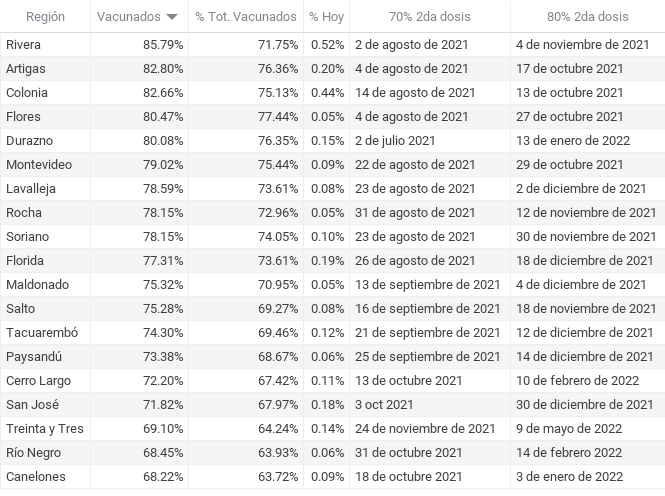 Región Vacunados % Tot. Vacunados % Hoy 70% 2da dosis 80% 2da dosis
Rivera 85.79% 71.75% 0.52% 2 de agosto de 2021 4 de noviembre de 2021
Artigas 82.80% 76.36% 0.20% 4 de agosto de 2021 17 de octubre 2021
Colonia 82.66% 75.13% 0.44% 14 de agosto de 2021 13 de octubre 2021
Flores 80.47% 77.44% 0.05% 4 de agosto de 2021 27 de octubre 2021
Durazno 80.08% 76.35% 0.15% 2 de julio 2021 13 de enero de 2022
Montevideo 79.02% 75.44% 0.09% 22 de agosto de 2021 29 de octubre 2021
Lavalleja 78.59% 73.61% 0.08% 23 de agosto de 2021 2 de diciembre de 2021
Rocha 78.15% 72.96% 0.05% 31 de agosto de 2021 12 de noviembre de 2021
Soriano 78.15% 74.05% 0.10% 23 de agosto de 2021 30 de noviembre de 2021
Florida 77.31% 73.61% 0.19% 26 de agosto de 2021 18 de diciembre de 2021
Maldonado 75.32% 70.95% 0.05% 13 de septiembre de 2021 4 de diciembre de 2021
Salto 75.28% 69.27% 0.08% 16 de septiembre de 2021 18 de noviembre de 2021
Tacuarembó 74.30% 69.46% 0.12% 21 de septiembre de 2021 12 de diciembre de 2021
Paysandú 73.38% 68.67% 0.06% 25 de septiembre de 2021 14 de diciembre de 2021
Cerro Largo 72.20% 67.42% 0.11% 13 de octubre 2021 10 de febrero de 2022
San José 71.82% 67.97% 0.18% 3 oct 2021 30 de diciembre de 2021
Treinta y Tres 69.10% 64.24% 0.14% 24 de noviembre de 2021 9 de mayo de 2022
Río Negro 68.45% 63.93% 0.06% 31 de octubre 2021 14 de febrero 2022
Canelones 68.22% 63.72% 0.09% 18 de octubre 2021 3 de enero de 2022